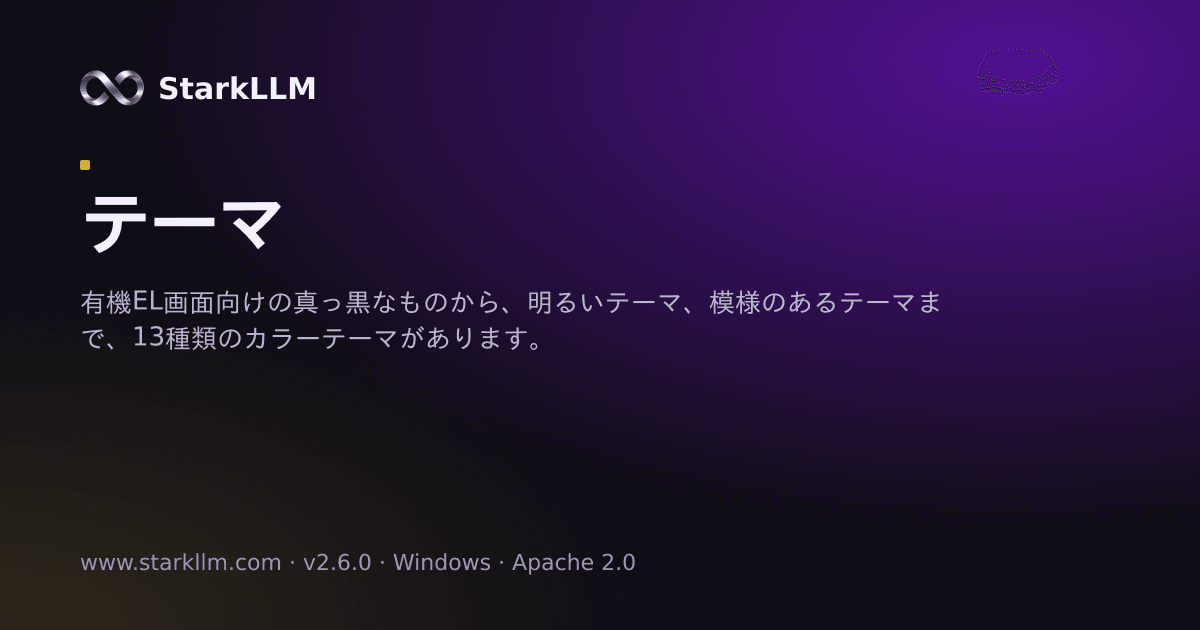 StarkLLM
テーマ
有機EL画面向けの真っ黒なものから、明るいテーマ、模様のあるテーマま
で、13種類のカラーテーマがあります。
www.starkllm.com · v2.6.0 · Windows · Apache 2.0